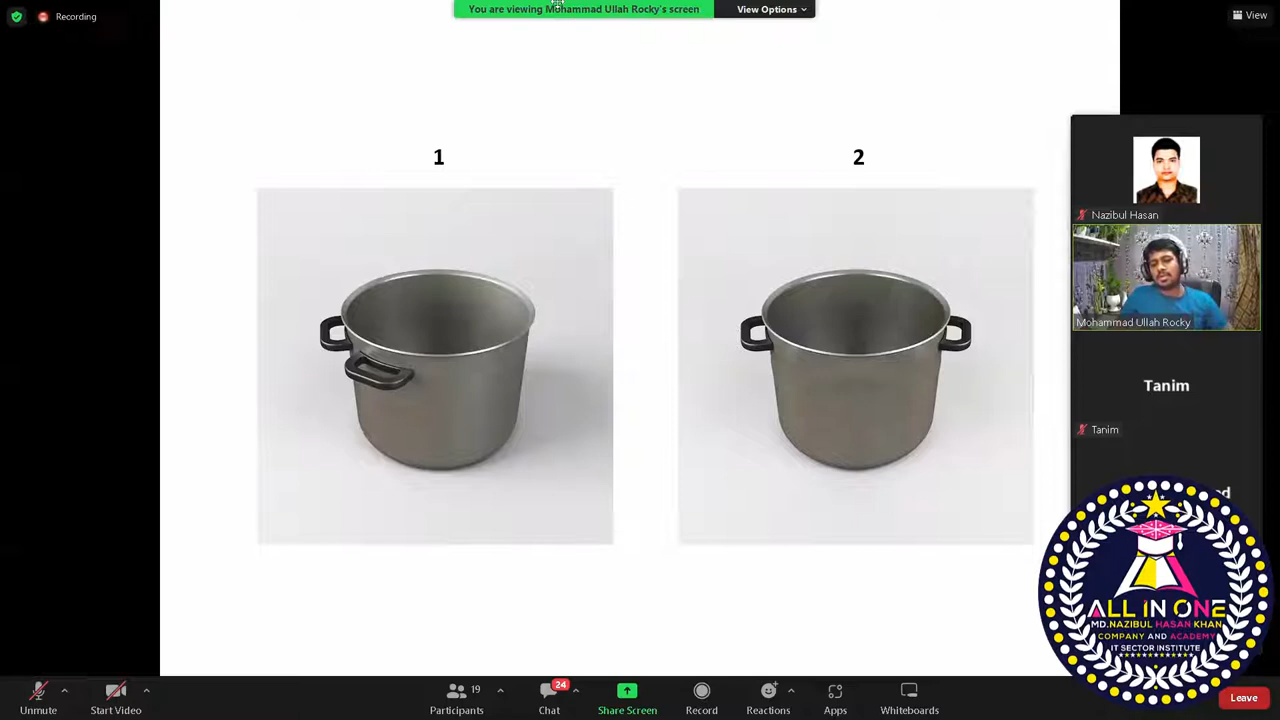 Recording
You are viewing Mohammad Ullah Rocky's screen
View Options
View
1
2
Nazibul Hasan
Mohammad Ullah Rocky
Tanim
Tanim
ALL IN ONE
MD.NAZIBUL HASAN KHAN
COMPANY AND ACADEMY
IT SECTOR INSTITUTE
Unmute
Start Video
19
Participants
24
Chat
Share Screen
Record
Reactions
Apps
Whiteboards
Leave